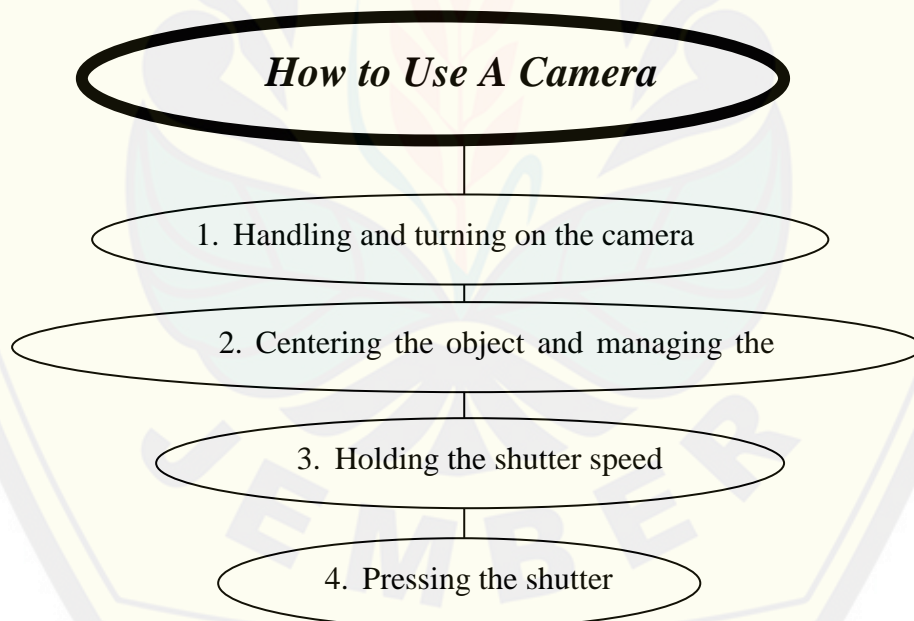 How to Use A Camera
1. Handling and turning on the camera
2. Centering the object and managing the
3. Holding the shutter speed
4. Pressing the shutter
JEMBER